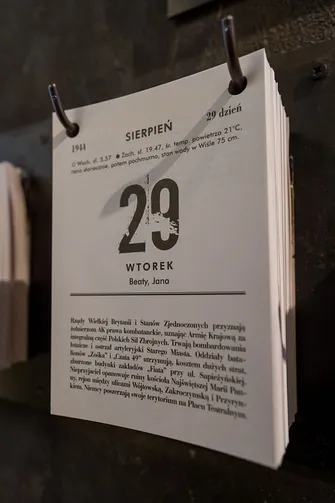 1944
SIERPIEŃ
29 dzień
○ Wsch. sł. 5.57 ● Zach. sł. 19.47, śr. temp. powietrza 21°C,
rano słonecznie, potem pochmurno, stan wody w Wiśle 75 cm.
29
WTOREK
Beaty, Jana
Rządy Wielkiej Brytanii i Stanów Zjednoczonych przyznają
żołnierzom AK prawa kombatanckie, uznając Armię Krajową za
integralną część Polskich Sił Zbrojnych. Trwają bombardowania
lotnicze i ostrzał artyleryjski Starego Miasta. Oddziały bata-
lionów „Zośka” i „Czata 49” utrzymują, kosztem dużych strat,
zburzone budynki zakładów „Fiata” przy ul. Sapieżyńskiej.
Nieprzyjaciel opanowuje ruiny kościoła Najświętszej Marii Pan-
ny, rejon między ulicami Wójtowską, Zakroczymską i Przyryn-
kiem. Niemcy poszerzają swoje terytorium na Placu Teatralnym.